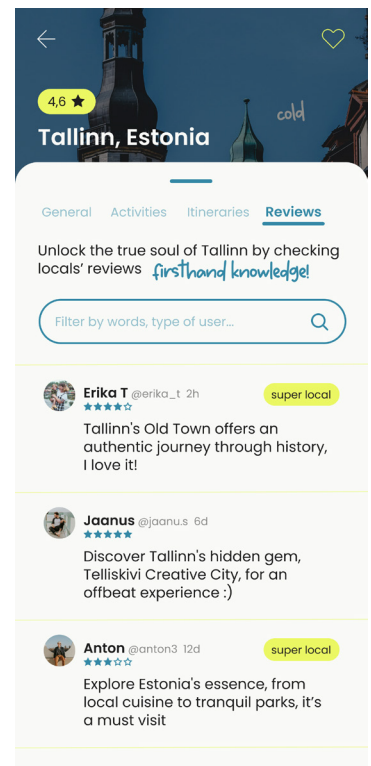 4,6
cold
Tallinn, Estonia
General Activities Itineraries Reviews
Unlock the true soul of Tallinn by checking
locals’ reviews firsthand knowledge!
Filter by words, type of user...
Erika T @erika_t 2h super local
Tallinn's Old Town offers an
authentic journey through history,
I love it!
Jaanus @jaanu.s 6d
Discover Tallinn's hidden gem,
Telliskivi Creative City, for an
offbeat experience :)
Anton @anton3 12d super local
Explore Estonia's essence, from
local cuisine to tranquil parks, it’s
a must visit